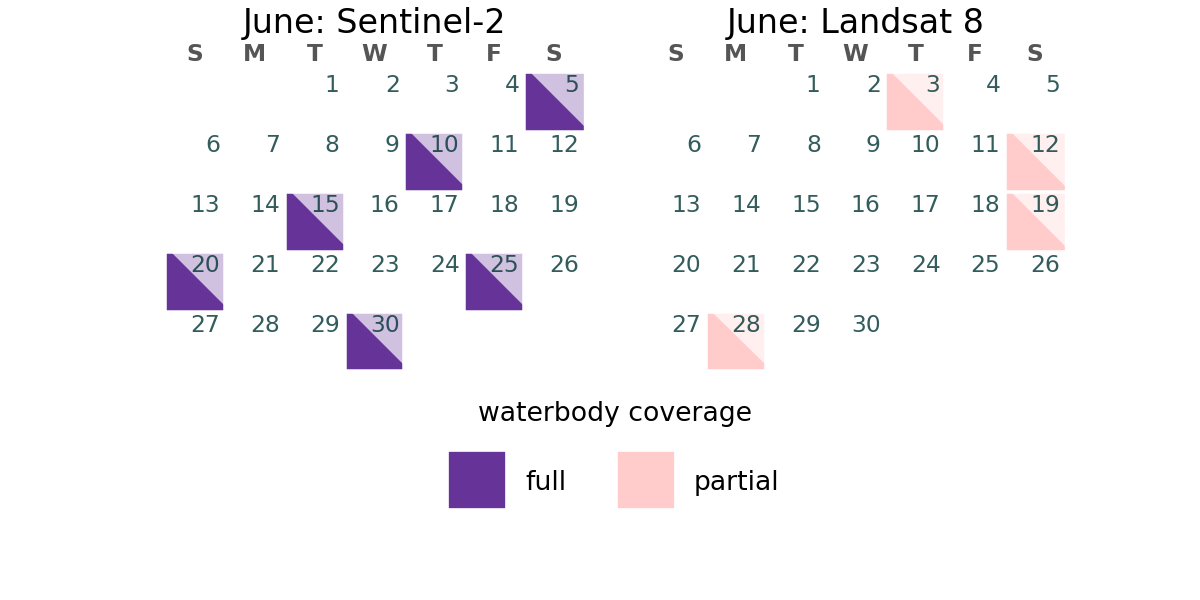 June: Sentinel-2
S M T W T F S
1 2 3 4 5
6 7 8 9 10 11 12
13 14 15 16 17 18 19
20 21 22 23 24 25 26
27 28 29 30
June: Landsat 8
S M T W T F S
1 2 3 4 5
6 7 8 9 10 11 12
13 14 15 16 17 18 19
20 21 22 23 24 25 26
27 28 29 30
waterbody coverage
full partial